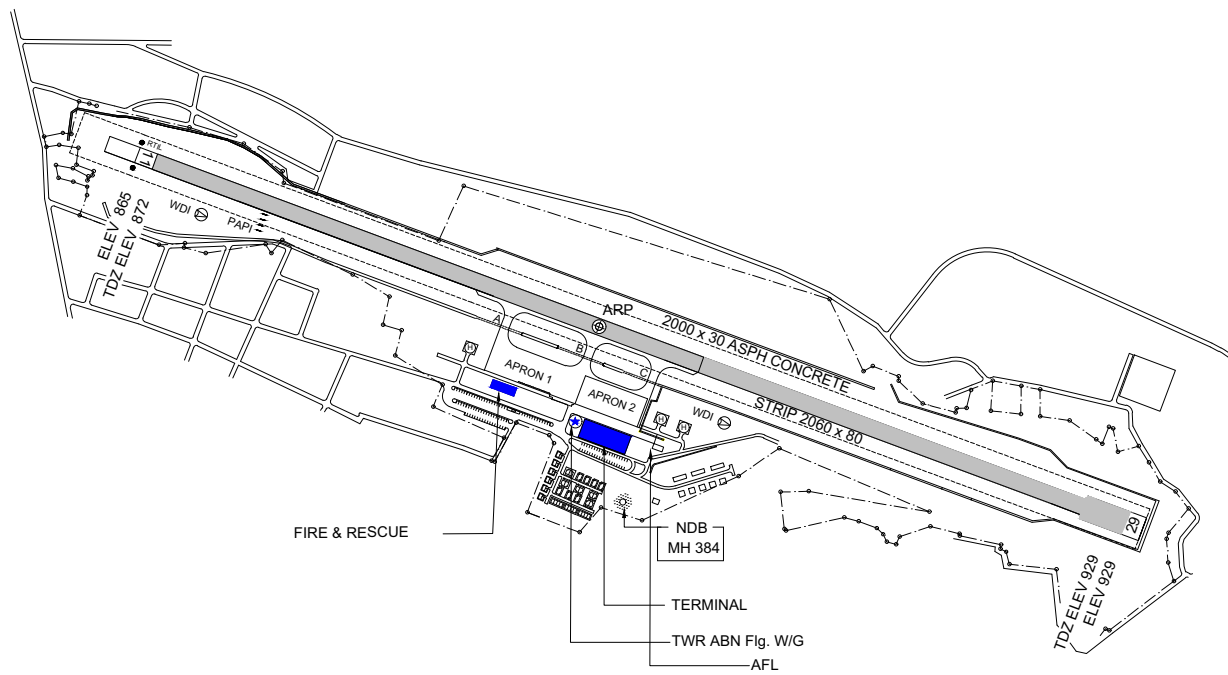 RTIL
11
ELEV 865
TDZ ELEV 872
WDI
PAPI
ARP
2000 x 30 ASPH CONCRETE
A
B
C
H
APRON 1
APRON 2
STRIP 2060 x 80
WDI
H
H
29
TDZ ELEV 929
ELEV 929
FIRE & RESCUE
NDB
MH 384
TERMINAL
TWR ABN Flg. W/G
AFL